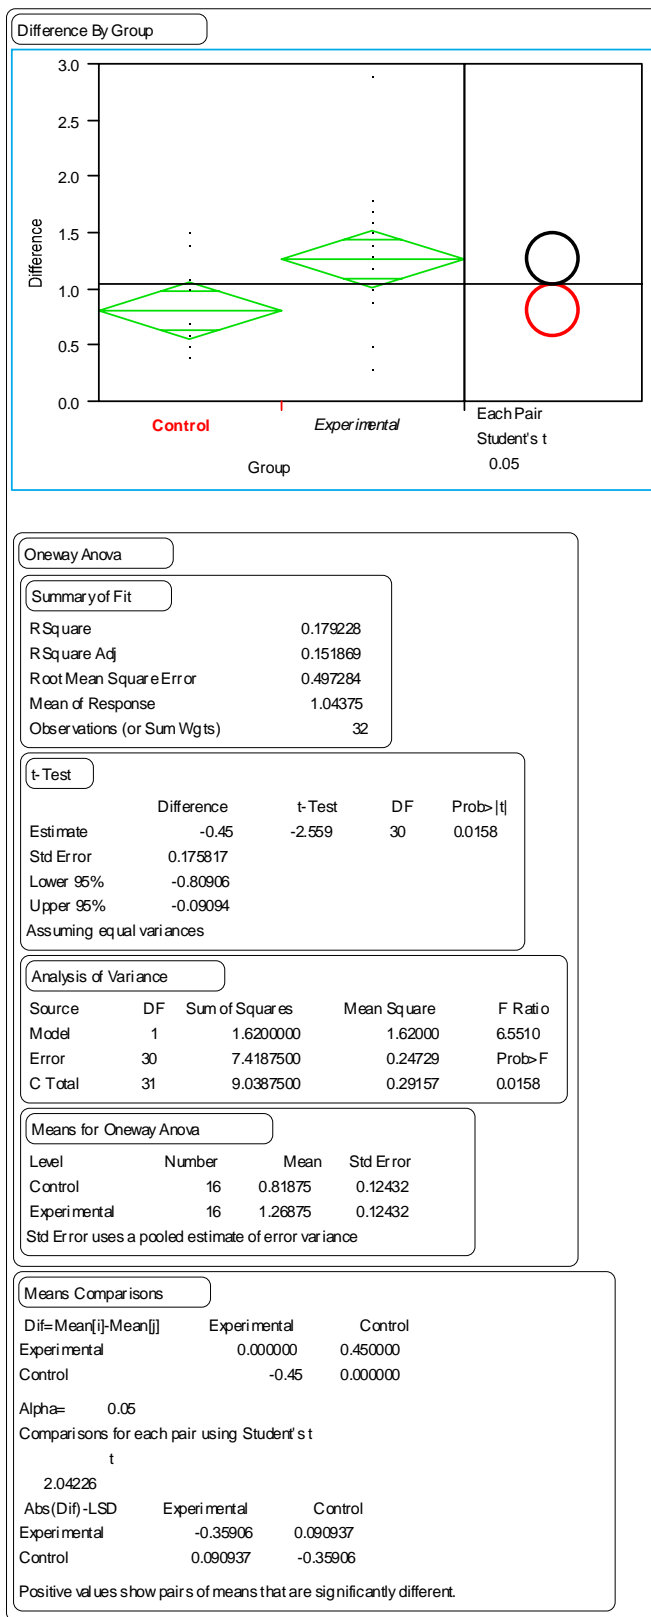 Difference By Group
3.0
2.5
2.0
1.5
1.0
0.5
0.0
Difference
Control Experimental
Each Pair
Student's t
0.05
Group
Oneway Anova
Summary of Fit
RSquare 0.179228
RSquare Adj 0.151869
Root Mean Square Error 0.497284
Mean of Response 1.04375
Observations (or Sum Wgts) 32
t-Test
Difference t-Test DF Prob>|t|
Estimate -0.45 -2.559 30 0.0158
Std Error 0.175817
Lower 95% -0.80906
Upper 95% -0.09094
Assuming equal variances
Analysis of Variance
Source DF Sum of Squares Mean Square F Ratio
Model 1 1.6200000 1.62000 6.5510
Error 30 7.4187500 0.24729 Prob>F
C Total 31 9.0387500 0.29157 0.0158
Means for Oneway Anova
Level Number Mean Std Error
Control 16 0.81875 0.12432
Experimental 16 1.26875 0.12432
Std Error uses a pooled estimate of error variance
Means Comparisons
Dif=Mean[i]-Mean[j] Experimental Control
Experimental 0.000000 0.450000
Control -0.45 0.000000
Alpha= 0.05
Comparisons for each pair using Student's t
t
2.04226
Abs(Dif)-LSD Experimental Control
Experimental -0.35906 0.090937
Control 0.090937 -0.35906
Positive values show pairs of means that are significantly different.